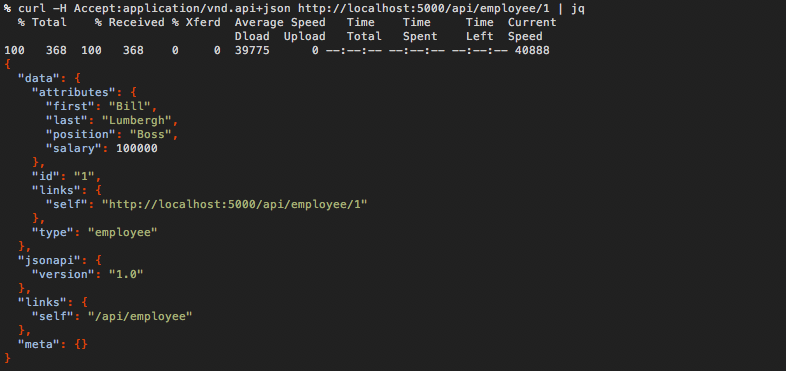 % curl -H Accept:application/vnd.api+json http://localhost:5000/api/employee/1 | jq
  % Total    % Received % Xferd  Average Speed   Time    Time     Time  Current
                                 Dload  Upload   Total   Spent    Left  Speed
100   368  100   368    0     0  39775      0 --:--:-- --:--:-- --:--:-- 40888
{
  "data": {
    "attributes": {
      "first": "Bill",
      "last": "Lumbergh",
      "position": "Boss",
      "salary": 100000
    },
    "id": "1",
    "links": {
      "self": "http://localhost:5000/api/employee/1"
    },
    "type": "employee"
  },
  "jsonapi": {
    "version": "1.0"
  },
  "links": {
    "self": "/api/employee"
  },
  "meta": {}
}